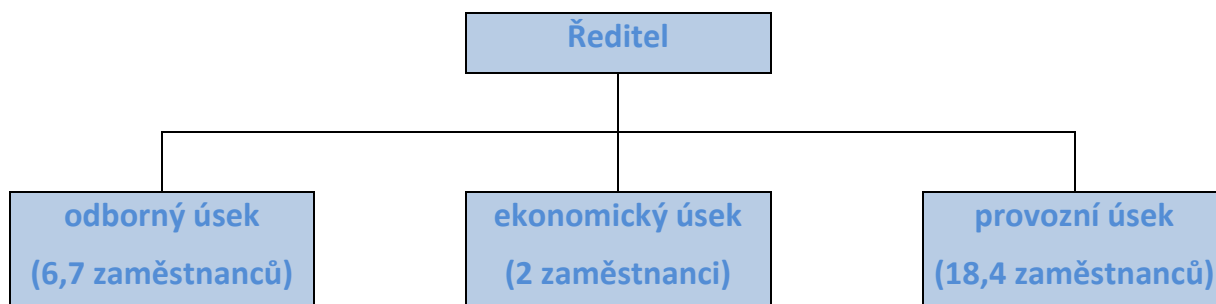 Ředitel
odborný úsek
(6,7 zaměstnanců)
ekonomický úsek
(2 zaměstnanci)
provozní úsek
(18,4 zaměstnanců)